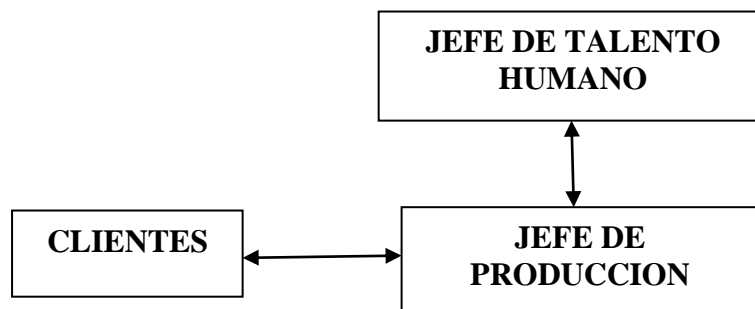 JEFE DE TALENTO
HUMANO
CLIENTES
JEFE DE
PRODUCCION